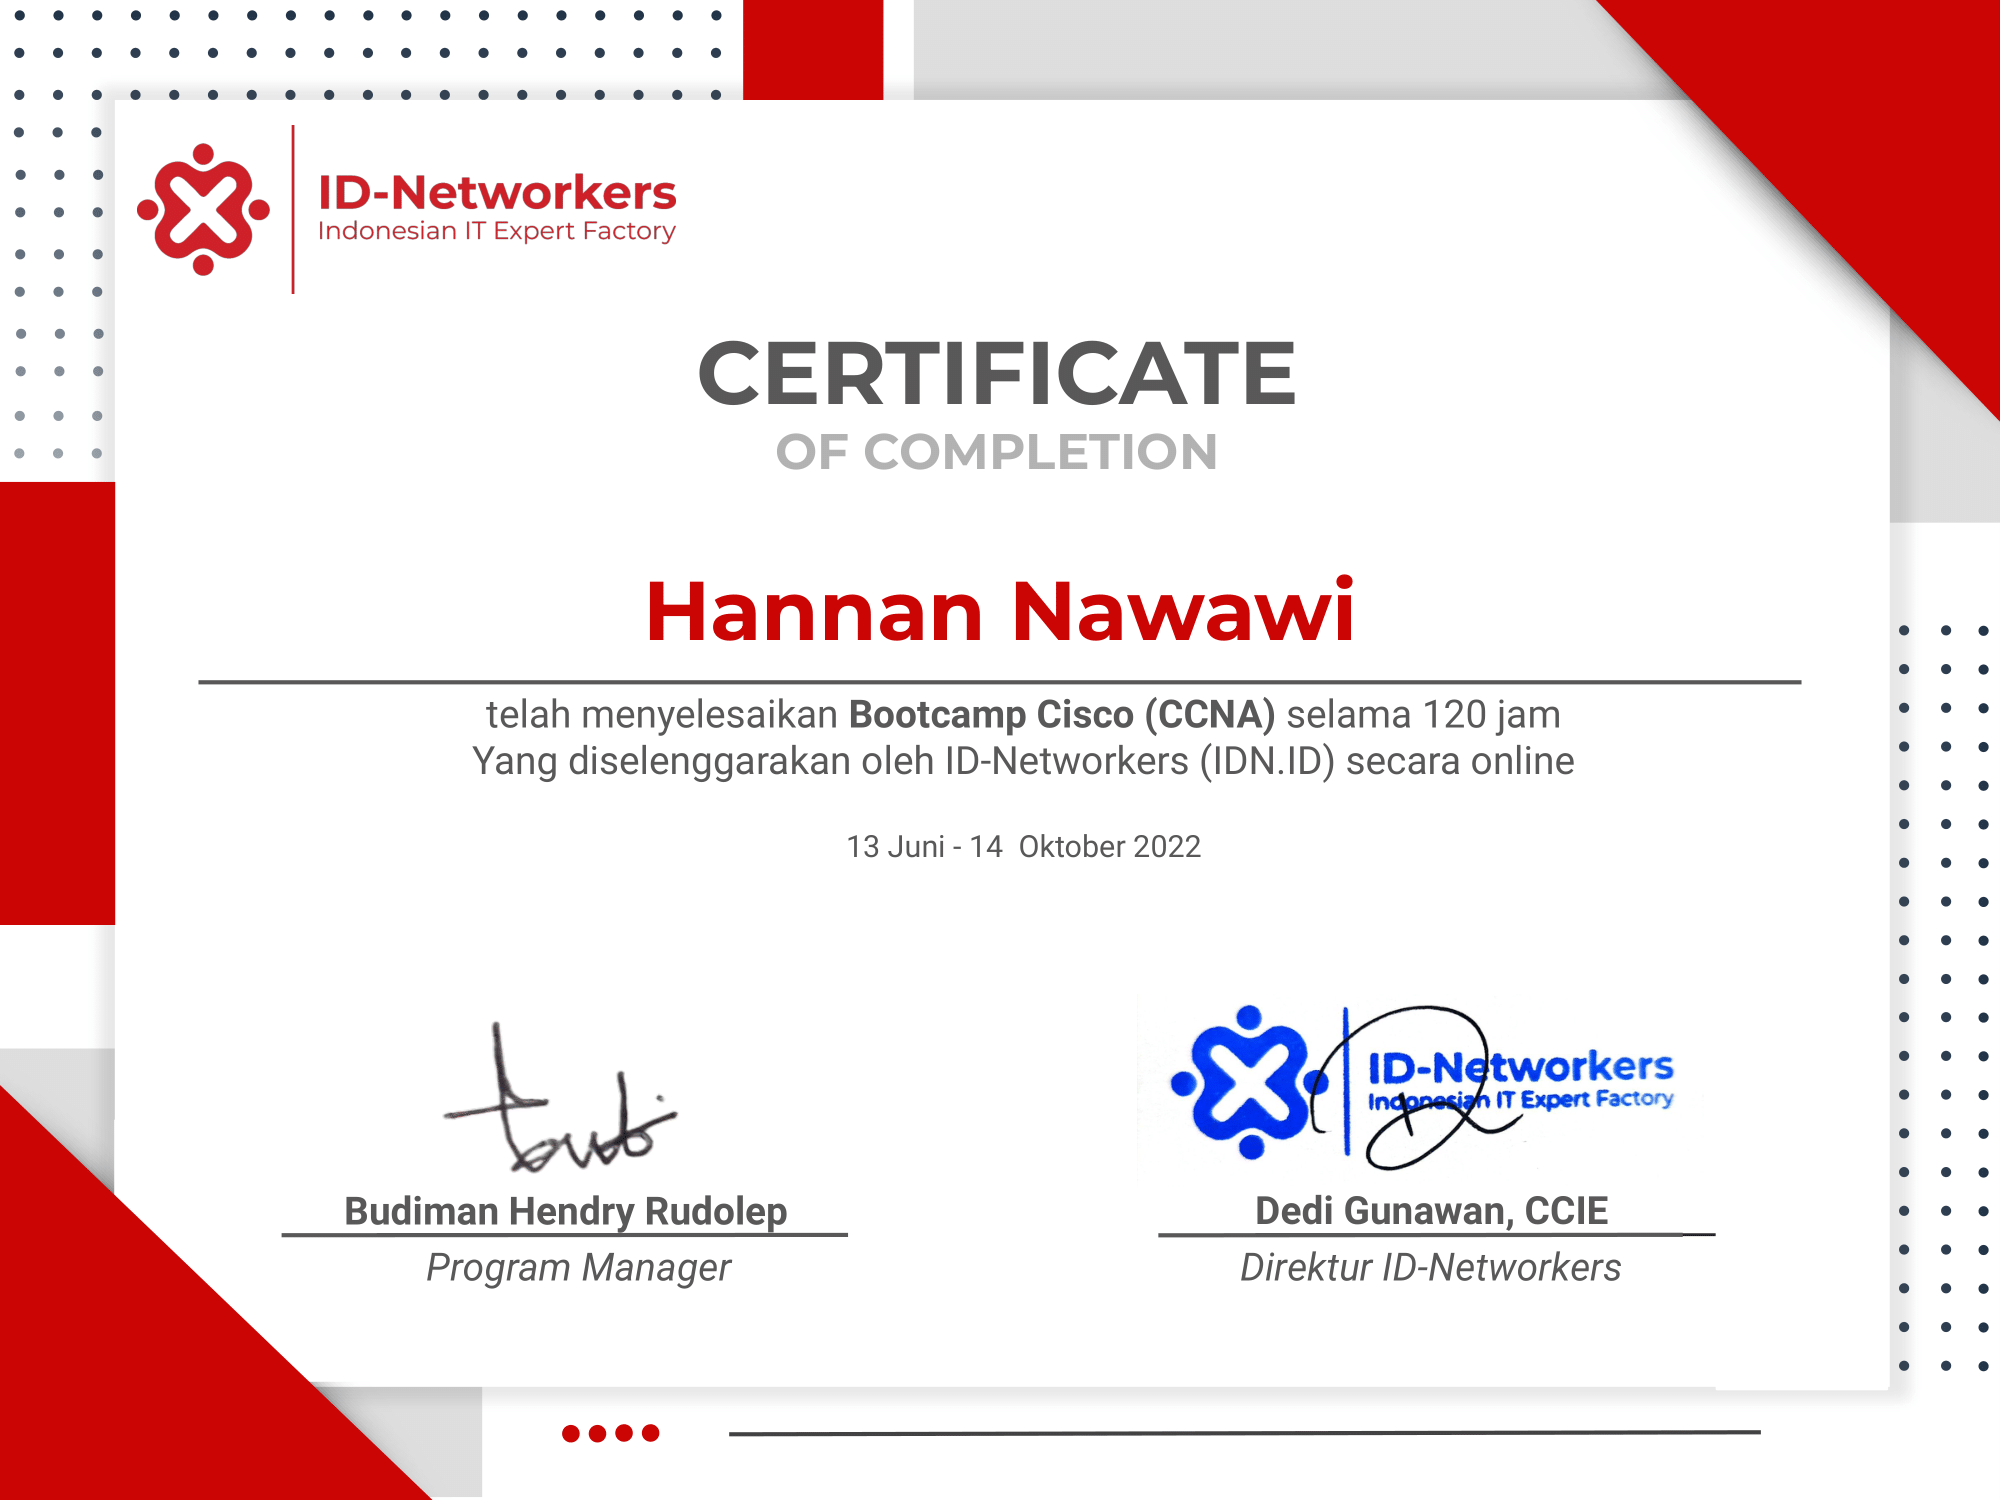 ID-Networkers
Indonesian IT Expert Factory
CERTIFICATE
OF COMPLETION
Hannan Nawawi
telah menyelesaikan Bootcamp Cisco (CCNA) selama 120 jam
Yang diselenggarakan oleh ID-Networkers (IDN.ID) secara online
13 Juni - 14 Oktober 2022
ID-Networkers
Indonesian IT Expert Factory
Budiman Hendry Rudolep
Program Manager
Dedi Gunawan, CCIE
Direktur ID-Networkers